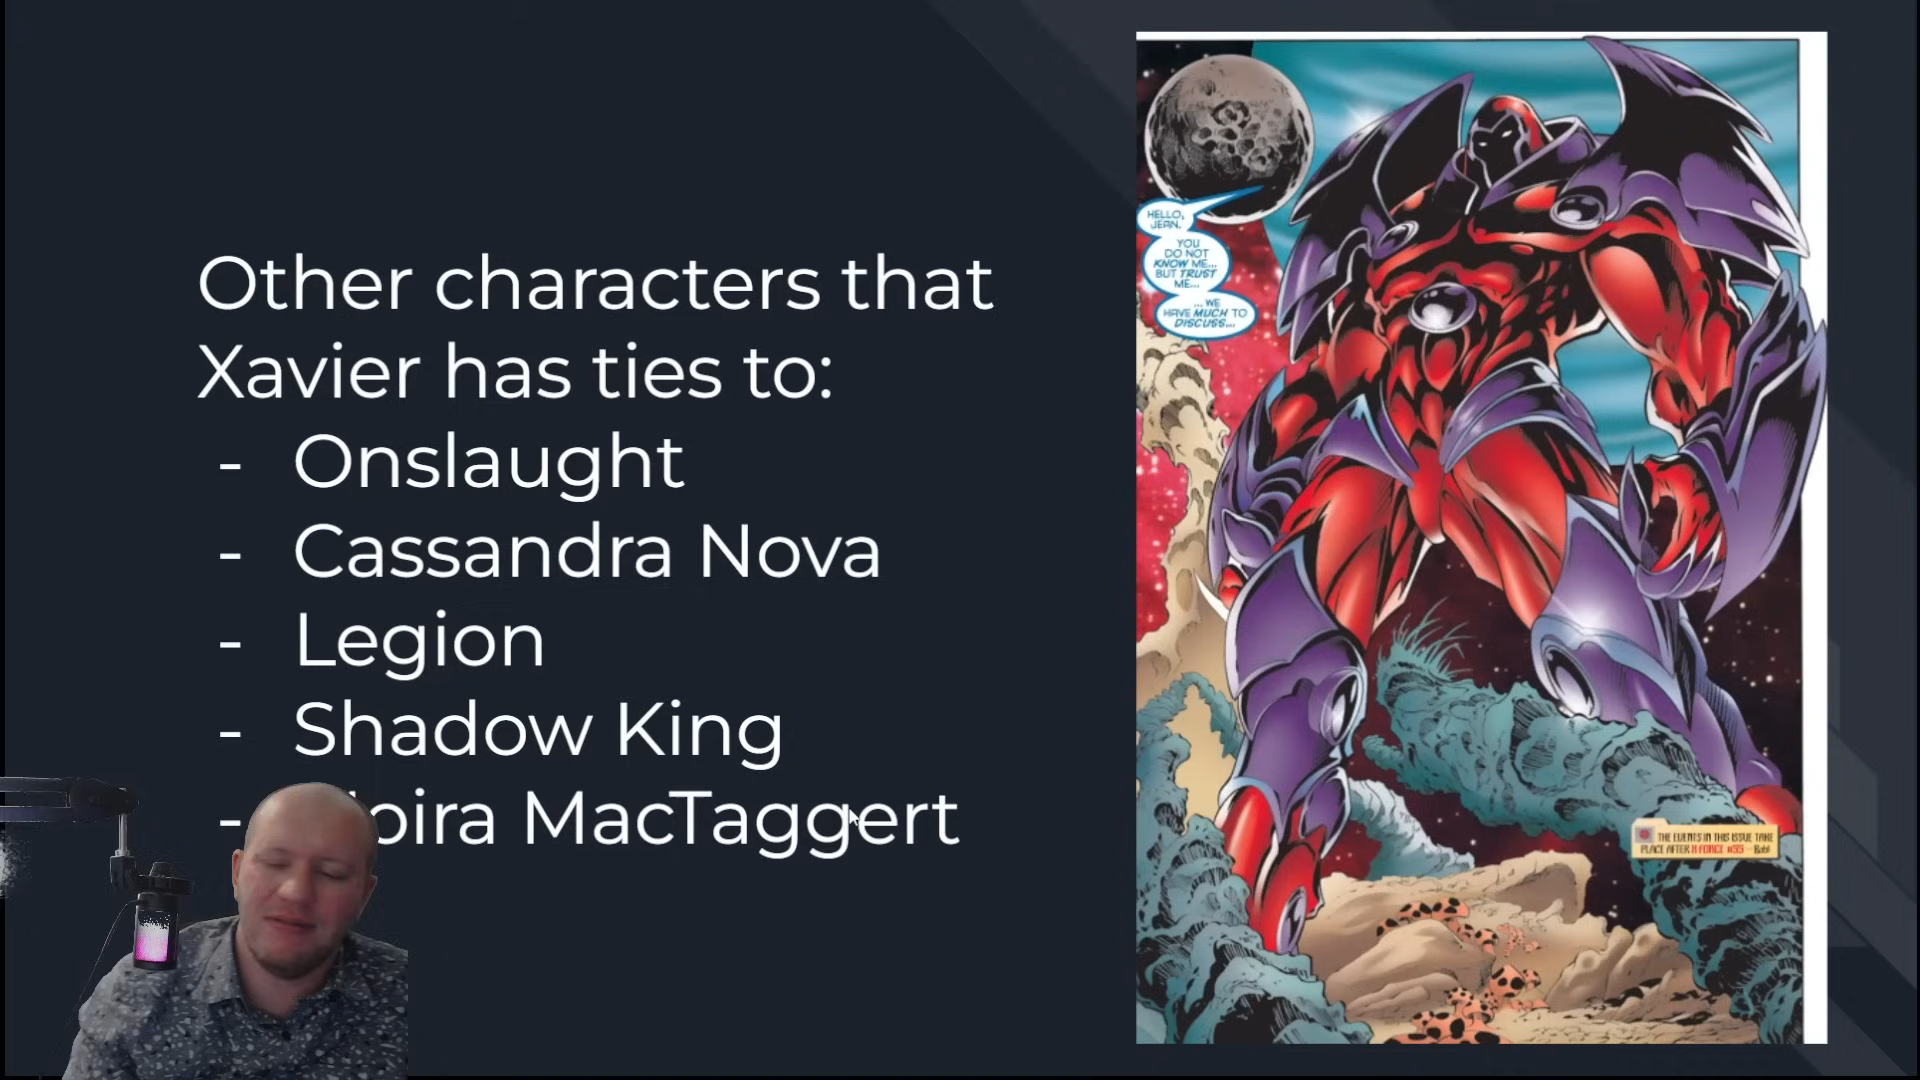 Other characters that
Xavier has ties to:
- Onslaught
- Cassandra Nova
- Legion
- Shadow King
- oira MacTaggert
HELLO,
JEAN.
YOU
DO NOT
KNOW ME...
BUT TRUST
ME...
...WE
HAVE MUCH TO
DISCUSS...
THE EVENTS IN THIS ISSUE TAKE
PLACE AFTER X-FORCE #55 -- Bob!